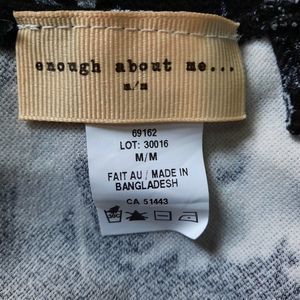 enough about me...
m/m
69162
LOT: 30016
M/M
FAIT AU / MADE IN
BANGLADESH
CA 51443